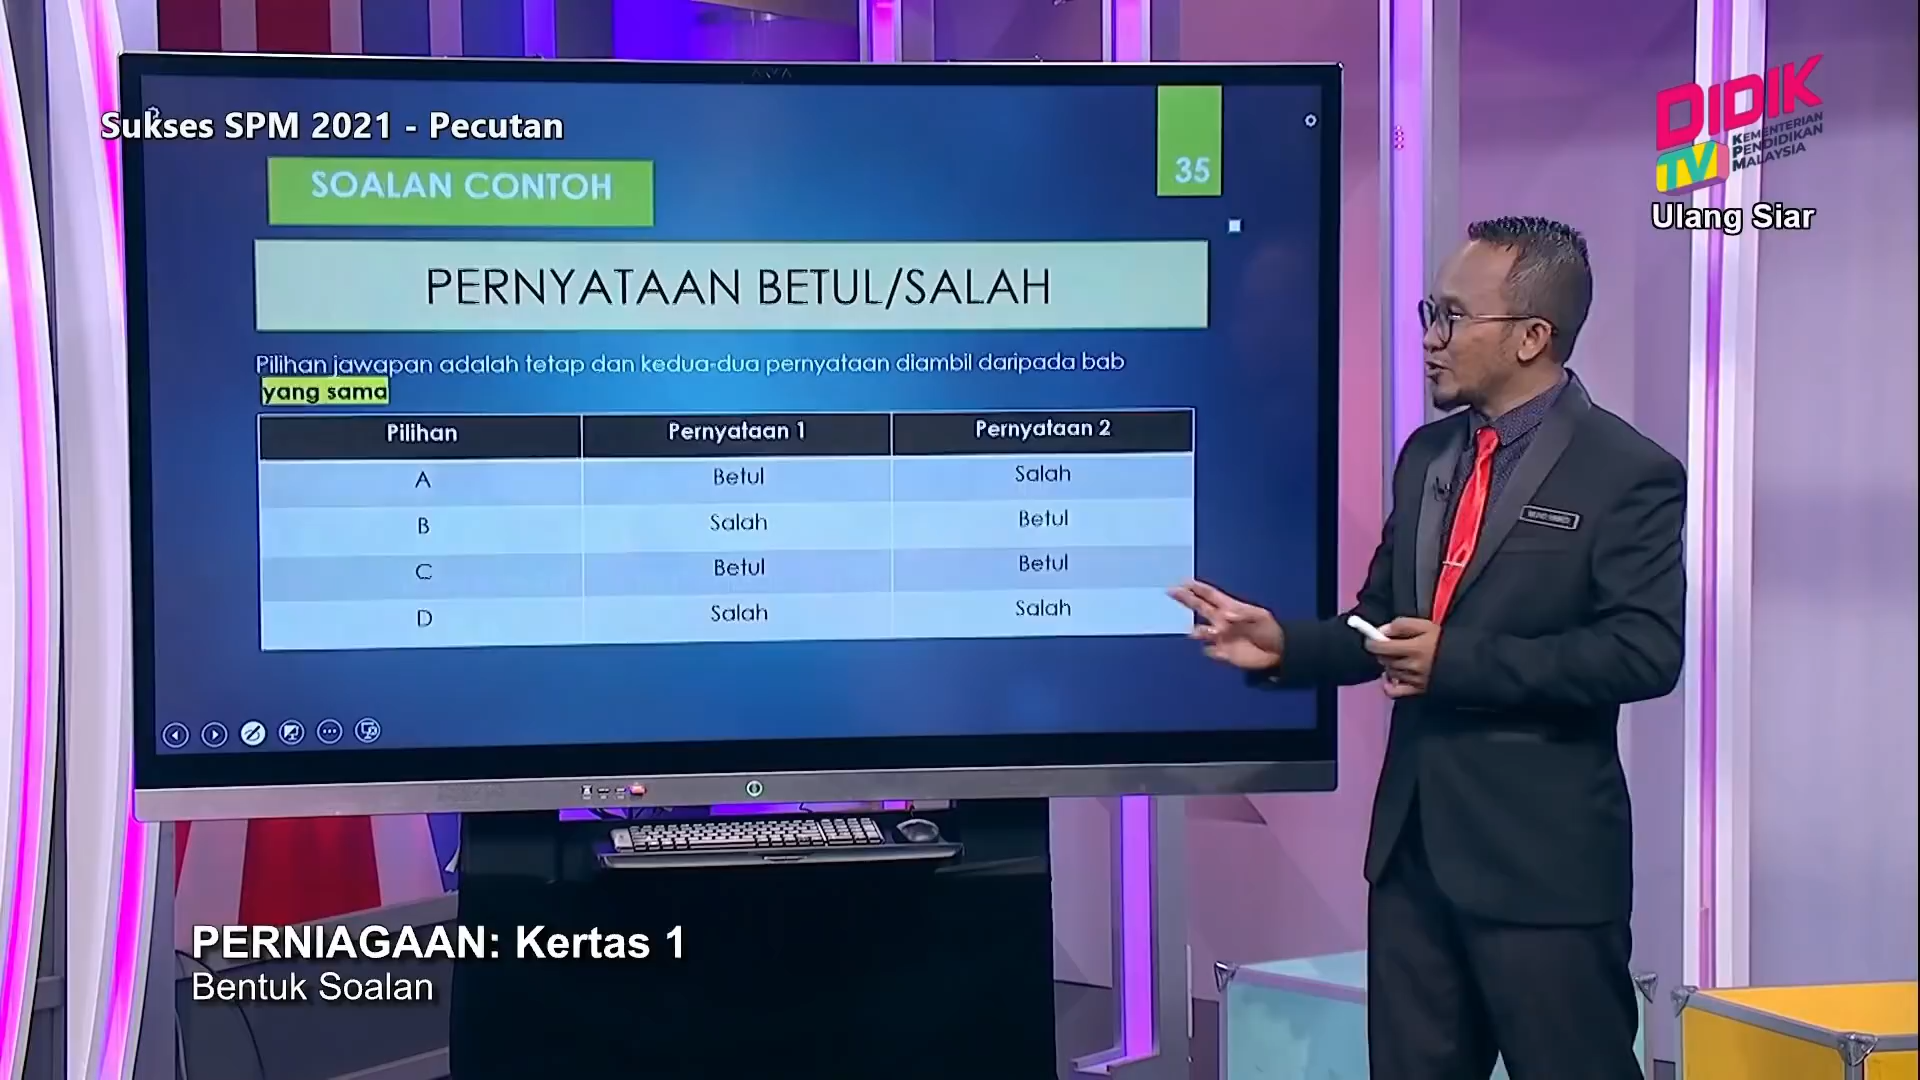 Sukses SPM 2021 - Pecutan
DIDIK
TV
KEMENTERIAN
PENDIDIKAN
MALAYSIA
Ulang Siar
35
SOALAN CONTOH
PERNYATAAN BETUL/SALAH
Pilihan jawapan adalah tetap dan kedua-dua pernyataan diambil daripada bab
yang sama
Pilihan Pernyataan 1 Pernyataan 2
A Betul Salah
B Salah Betul
C Betul Betul
D Salah Salah
PERNIAGAAN: Kertas 1
Bentuk Soalan